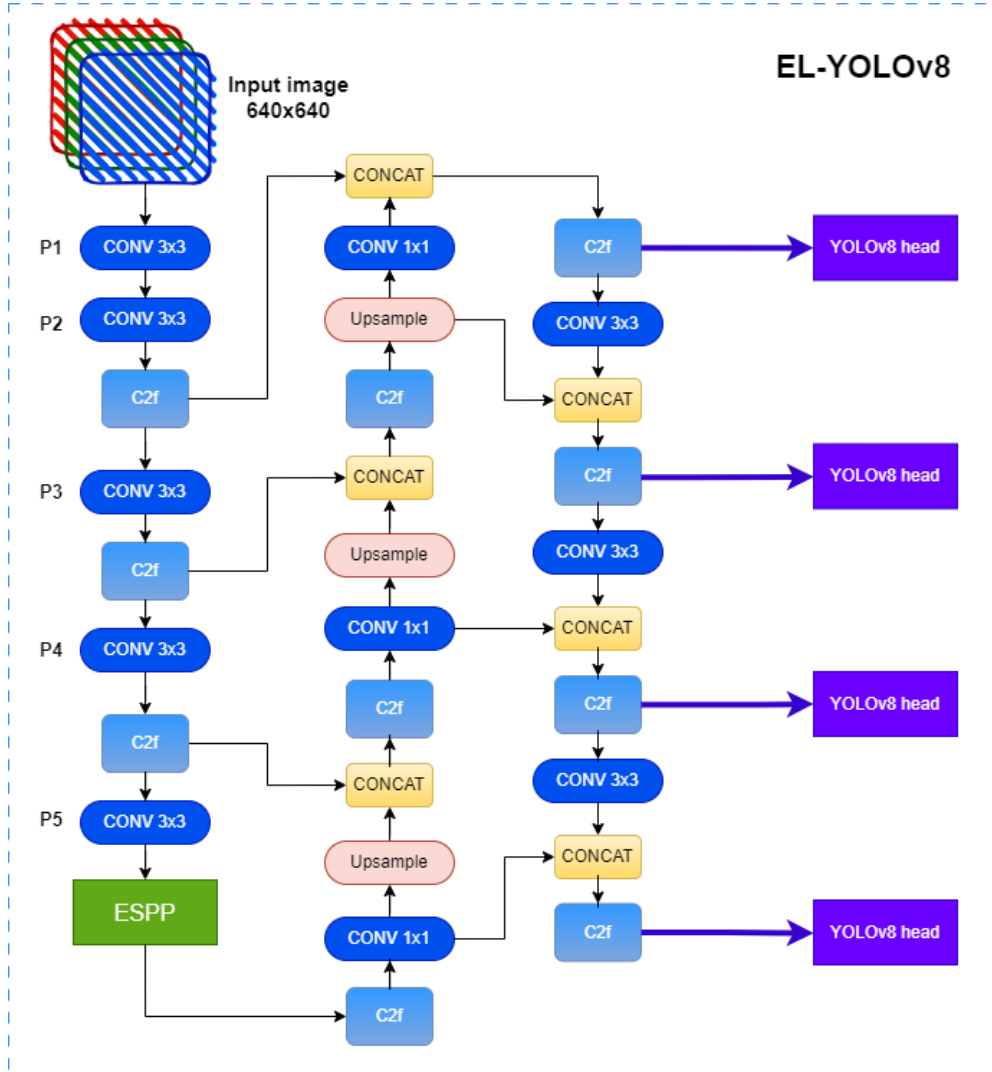 EL-YOLOv8
Input image
640x640
P1
CONV 3x3
P2
CONV 3x3
C2f
P3
CONV 3x3
C2f
P4
CONV 3x3
C2f
P5
CONV 3x3
ESPP
CONCAT
CONV 1x1
Upsample
C2f
CONCAT
Upsample
CONV 1x1
C2f
CONCAT
Upsample
CONV 1x1
C2f
C2f
CONV 3x3
CONCAT
C2f
CONV 3x3
CONCAT
C2f
CONV 3x3
CONCAT
C2f
YOLOv8 head
YOLOv8 head
YOLOv8 head
YOLOv8 head